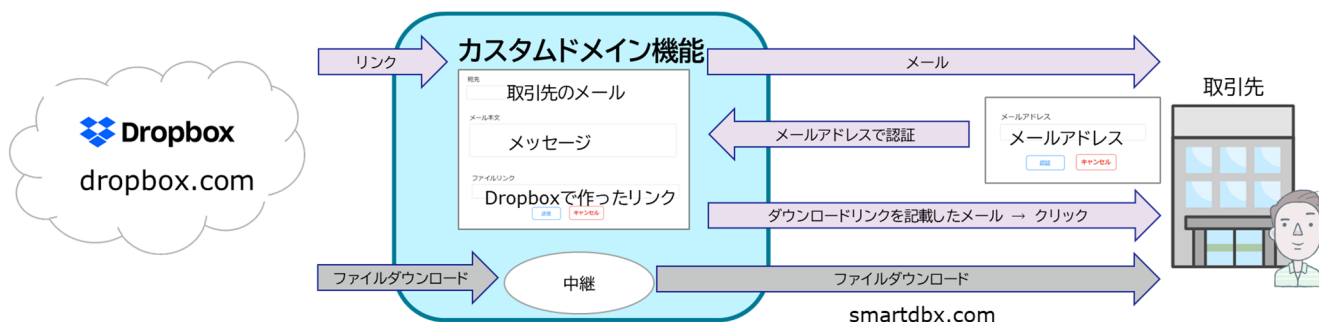 Dropbox
dropbox.com
リンク
カスタムドメイン機能
宛先
取引先のメール
メール本文
メッセージ
ファイルリンク
Dropboxで作ったリンク
送信
キャンセル
メール
メールアドレスで認証
メールアドレス
メールアドレス
認証
キャンセル
取引先
ダウンロードリンクを記載したメール → クリック
ファイルダウンロード
中継
ファイルダウンロード
smartdbx.com